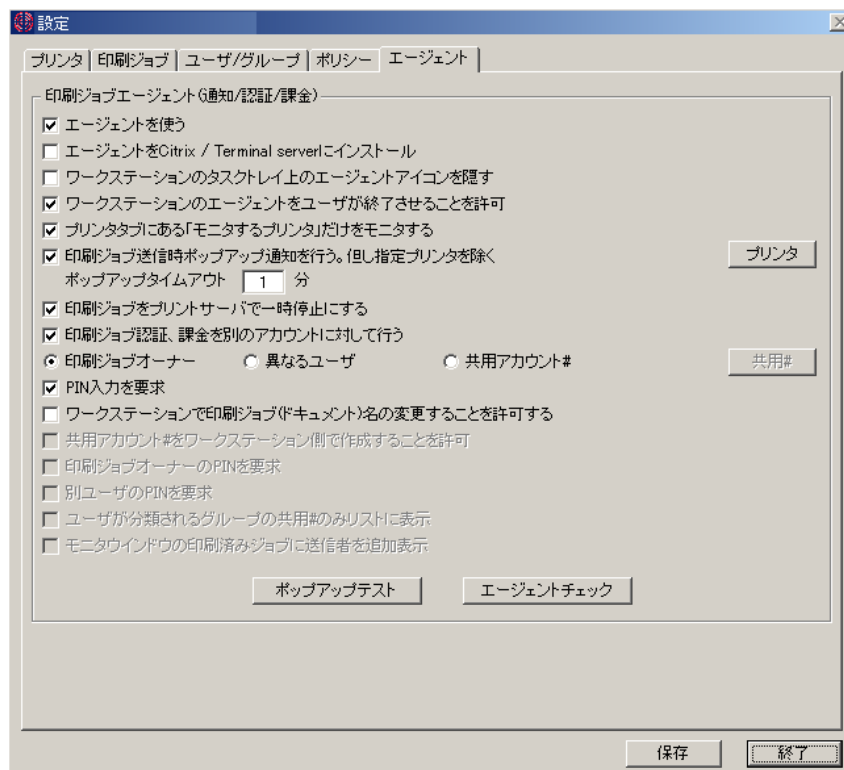 設定
プリンタ 印刷ジョブ ユーザ/グループ ポリシー エージェント
印刷ジョブエージェント(通知/認証/課金)
エージェントを使う
エージェントをCitrix / Terminal serverにインストール
ワークステーションのタスクトレイ上のエージェントアイコンを隠す
ワークステーションのエージェントをユーザが終了させることを許可
プリンタタブにある「モニタするプリンタ」だけをモニタする
印刷ジョブ送信時ポップアップ通知を行う。但し指定プリンタを除く プリンタ
ポップアップタイムアウト 1 分
印刷ジョブをプリントサーバで一時停止にする
印刷ジョブ認証、課金を別のアカウントに対して行う
印刷ジョブオーナー 異なるユーザ 共用アカウント# 共用#
PIN入力を要求
ワークステーションで印刷ジョブ(ドキュメント)名の変更することを許可する
共用アカウント#をワークステーション側で作成することを許可
印刷ジョブオーナーのPINを要求
別ユーザのPINを要求
ユーザが分類されるグループの共用#のみリストに表示
モニタウインドウの印刷済みジョブに送信者を追加表示
ポップアップテスト エージェントチェック
保存 終了